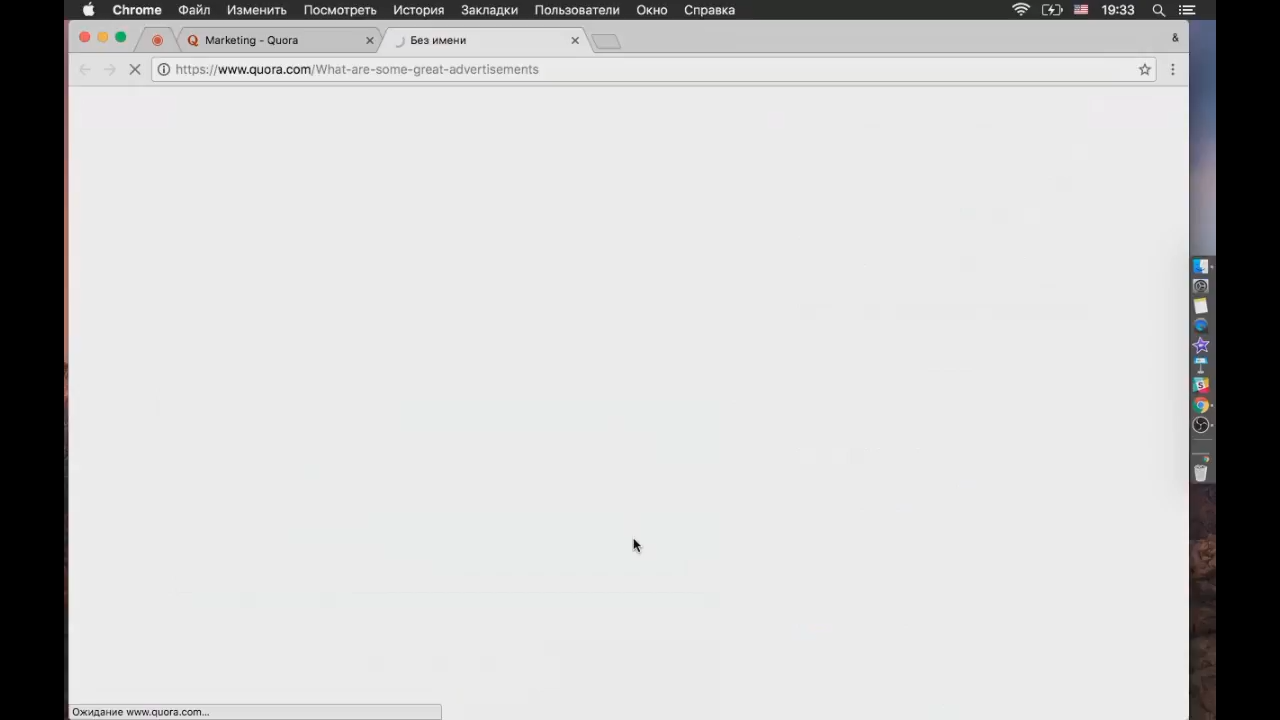 Chrome Файл Изменить Посмотреть История Закладки Пользователи Окно Справка 19:33
Marketing - Quora Без имени &
https://www.quora.com/What-are-some-great-advertisements
Ожидание www.quora.com...